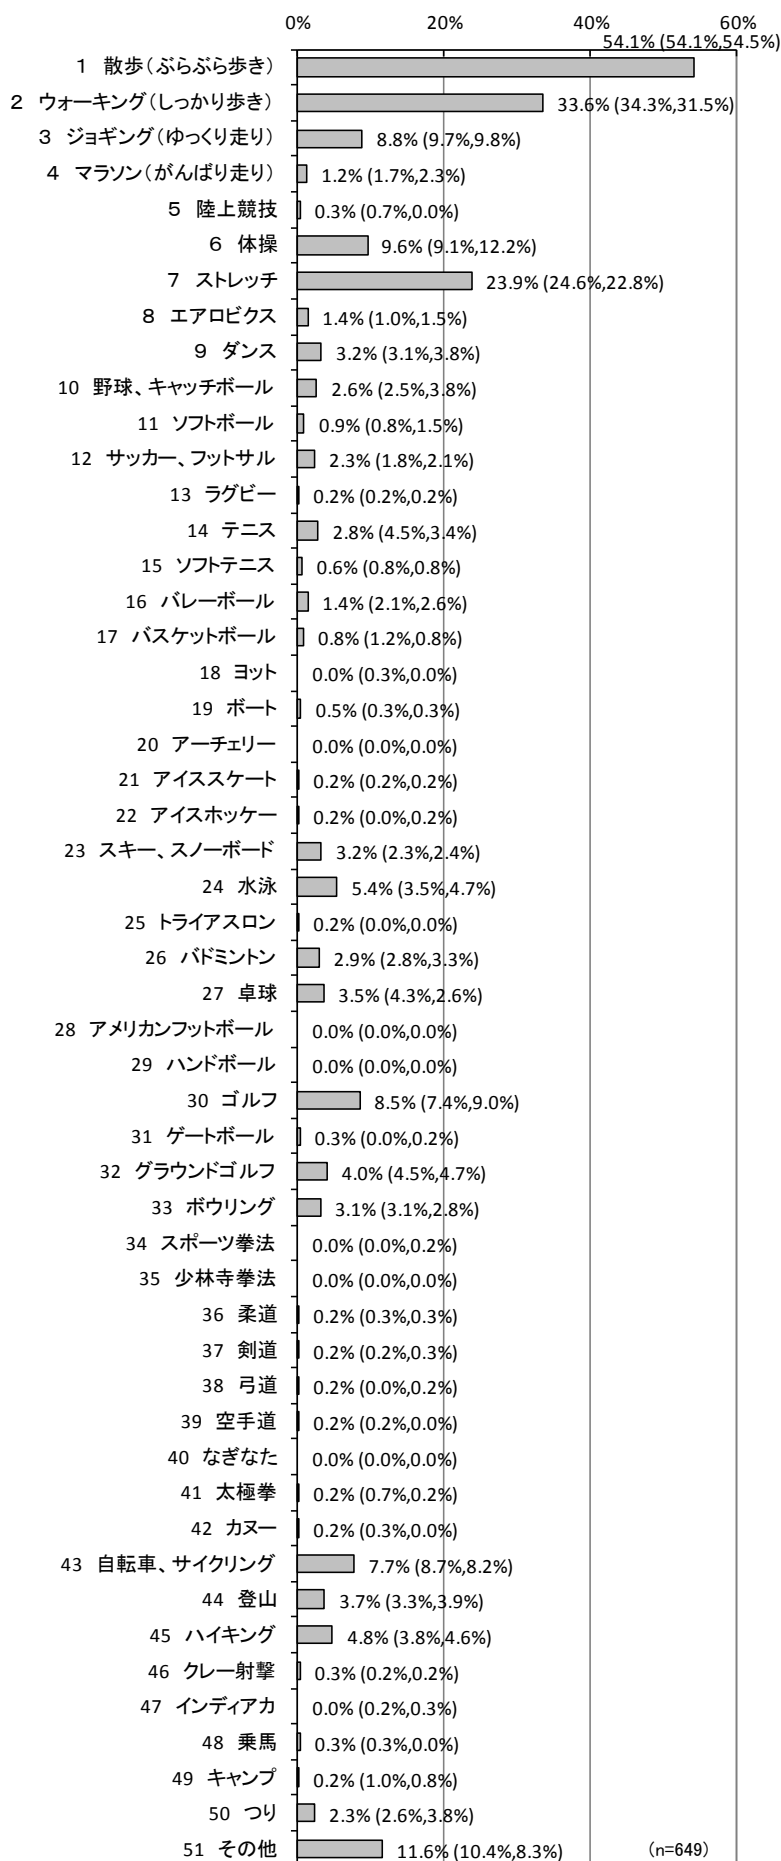 0% 20% 40% 60%
1 散歩(ぶらぶら歩き) 54.1% (54.1%,54.5%)
2 ウォーキング(しっかり歩き) 33.6% (34.3%,31.5%)
3 ジョギング(ゆっくり走り) 8.8% (9.7%,9.8%)
4 マラソン(がんばり走り) 1.2% (1.7%,2.3%)
5 陸上競技 0.3% (0.7%,0.0%)
6 体操 9.6% (9.1%,12.2%)
7 ストレッチ 23.9% (24.6%,22.8%)
8 エアロビクス 1.4% (1.0%,1.5%)
9 ダンス 3.2% (3.1%,3.8%)
10 野球、キャッチボール 2.6% (2.5%,3.8%)
11 ソフトボール 0.9% (0.8%,1.5%)
12 サッカー、フットサル 2.3% (1.8%,2.1%)
13 ラグビー 0.2% (0.2%,0.2%)
14 テニス 2.8% (4.5%,3.4%)
15 ソフトテニス 0.6% (0.8%,0.8%)
16 バレーボール 1.4% (2.1%,2.6%)
17 バスケットボール 0.8% (1.2%,0.8%)
18 ヨット 0.0% (0.3%,0.0%)
19 ボート 0.5% (0.3%,0.3%)
20 アーチェリー 0.0% (0.0%,0.0%)
21 アイススケート 0.2% (0.2%,0.2%)
22 アイスホッケー 0.2% (0.0%,0.2%)
23 スキー、スノーボード 3.2% (2.3%,2.4%)
24 水泳 5.4% (3.5%,4.7%)
25 トライアスロン 0.2% (0.0%,0.0%)
26 バドミントン 2.9% (2.8%,3.3%)
27 卓球 3.5% (4.3%,2.6%)
28 アメリカンフットボール 0.0% (0.0%,0.0%)
29 ハンドボール 0.0% (0.0%,0.0%)
30 ゴルフ 8.5% (7.4%,9.0%)
31 ゲートボール 0.3% (0.0%,0.2%)
32 グラウンドゴルフ 4.0% (4.5%,4.7%)
33 ボウリング 3.1% (3.1%,2.8%)
34 スポーツ拳法 0.0% (0.0%,0.2%)
35 少林寺拳法 0.0% (0.0%,0.0%)
36 柔道 0.2% (0.3%,0.3%)
37 剣道 0.2% (0.2%,0.3%)
38 弓道 0.2% (0.0%,0.2%)
39 空手道 0.2% (0.2%,0.0%)
40 なぎなた 0.0% (0.0%,0.0%)
41 太極拳 0.2% (0.7%,0.2%)
42 カヌー 0.2% (0.3%,0.0%)
43 自転車、サイクリング 7.7% (8.7%,8.2%)
44 登山 3.7% (3.3%,3.9%)
45 ハイキング 4.8% (3.8%,4.6%)
46 クレー射撃 0.3% (0.2%,0.2%)
47 インディアカ 0.0% (0.2%,0.3%)
48 乗馬 0.3% (0.3%,0.0%)
49 キャンプ 0.2% (1.0%,0.8%)
50 つり 2.3% (2.6%,3.8%)
51 その他 11.6% (10.4%,8.3%) (n=649)